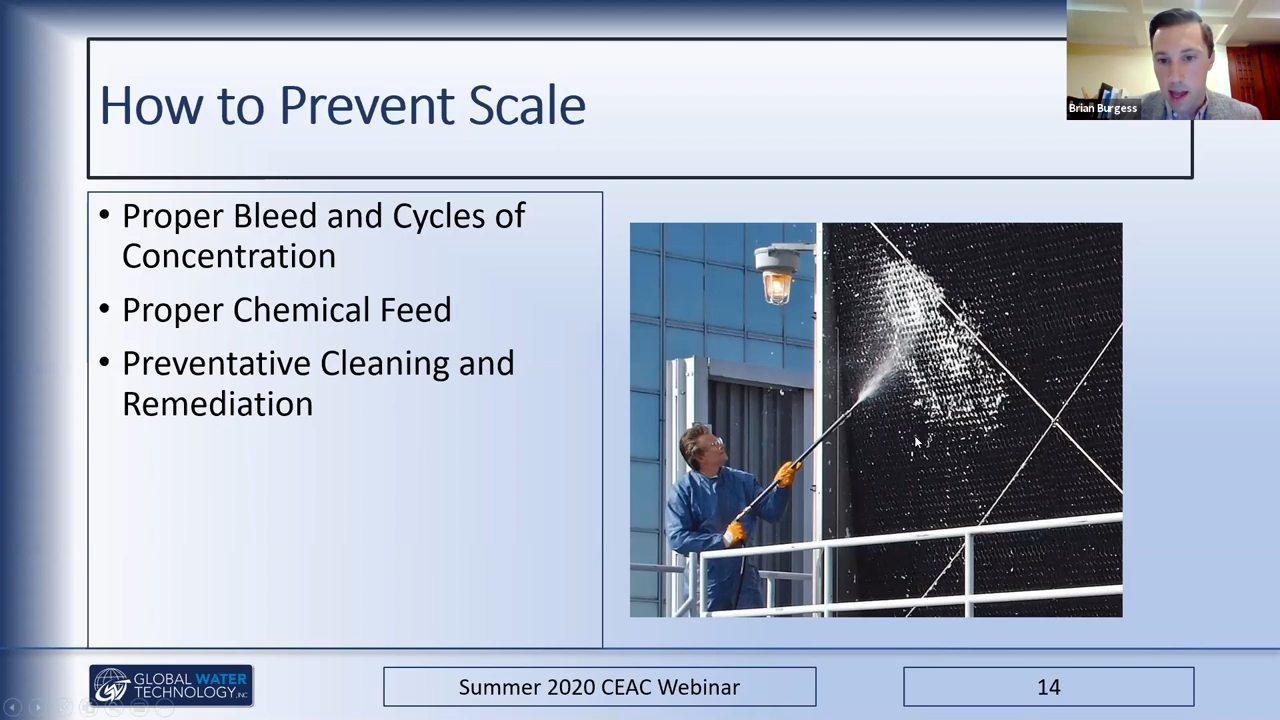 How to Prevent Scale
Brian Burgess
• Proper Bleed and Cycles of
Concentration
• Proper Chemical Feed
• Preventative Cleaning and
Remediation
GLOBAL WATER
TECHNOLOGY, INC
Summer 2020 CEAC Webinar
14